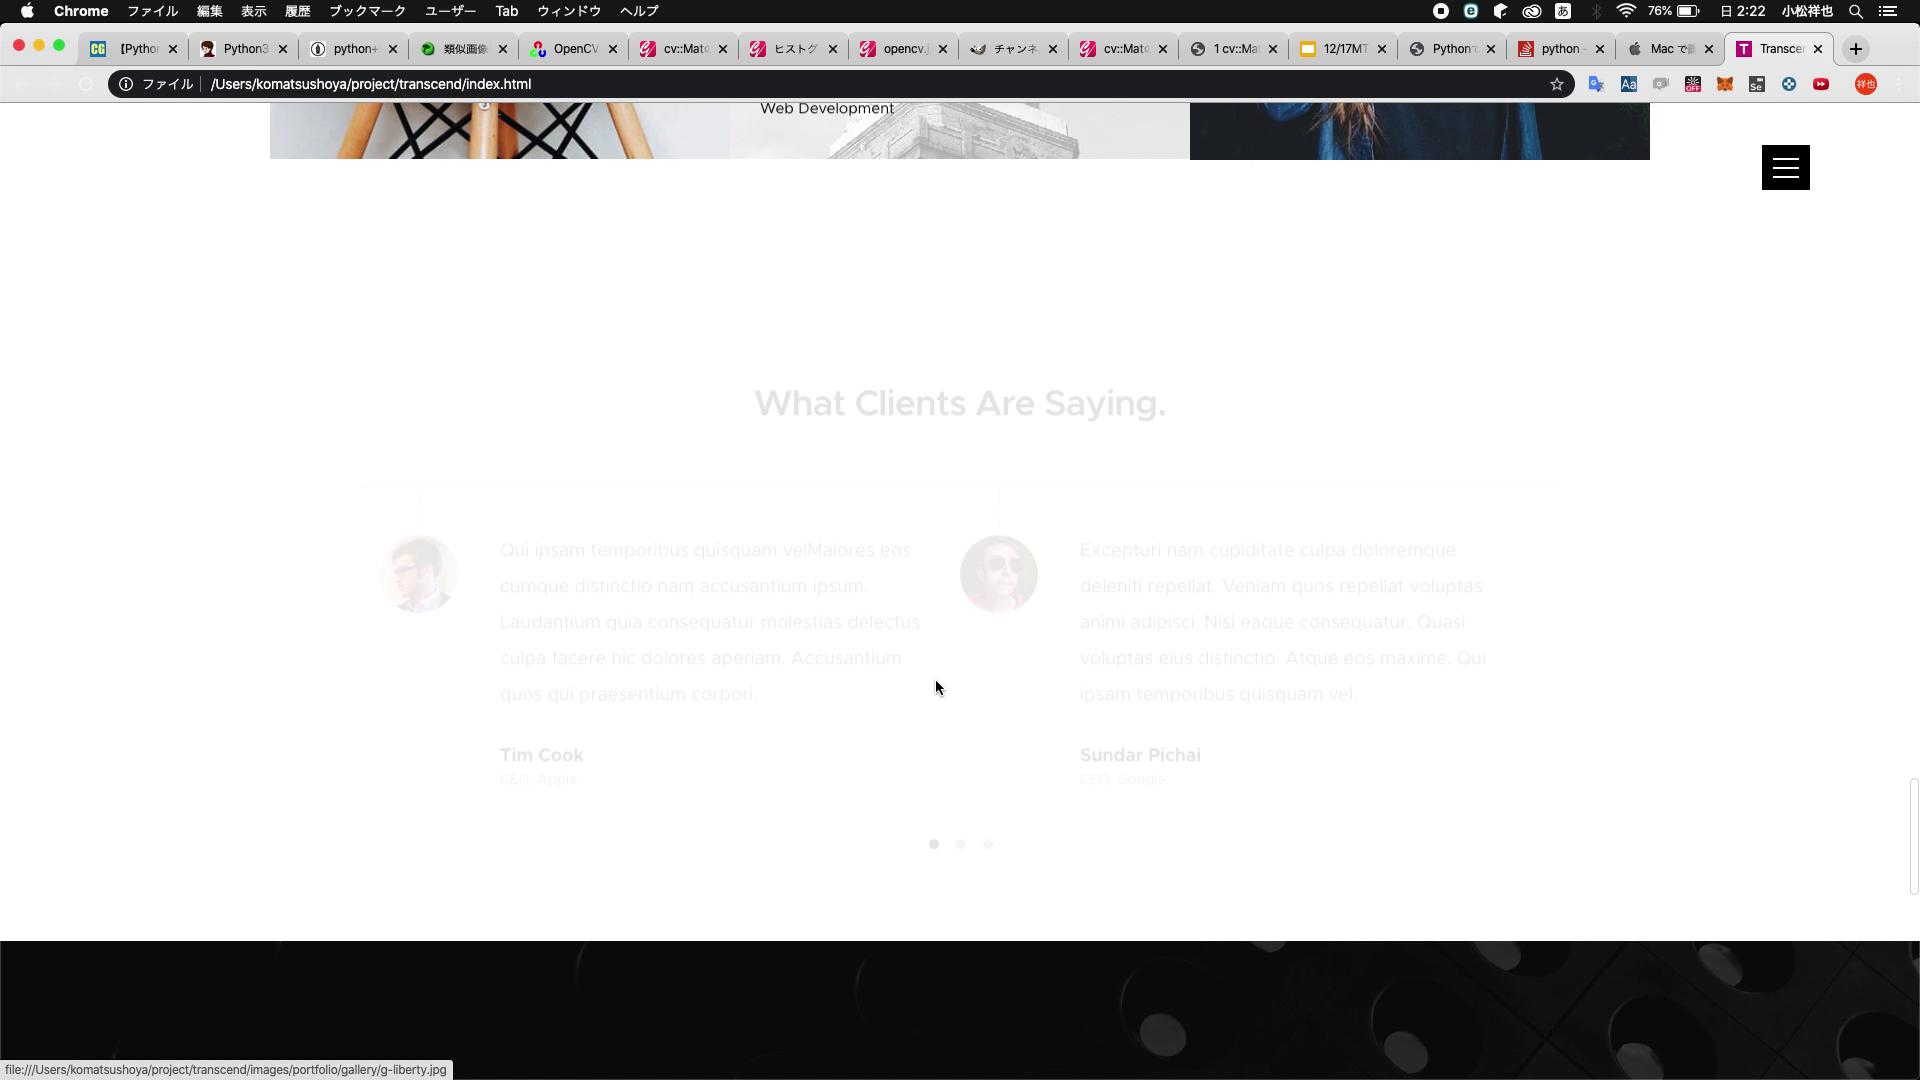 Chrome ファイル 編集 表示 履歴 ブックマーク ユーザー Tab ウィンドウ ヘルプ 76% 日 2:22 小松祥也
【Pytho Python3 python+ 類似画像 OpenCV cv::Mat ヒストグ opencv. チャンネ cv::Mat 1 cv::Ma 12/17MT Python python - Mac で Transce
ファイル /Users/komatsushoya/project/transcend/index.html
Web Development
What Clients Are Saying.
Qui ipsam temporibus quisquam velMaiores eos
cumque distinctio nam accusantium ipsum.
Laudantium quia consequatur molestias delectus
culpa facere hic dolores aperiam. Accusantium
quos qui praesentium corpori.
Tim Cook
CEO, Apple
Excepturi nam cupiditate culpa doloremque
deleniti repellat. Veniam quos repellat voluptas
animi adipisci. Nisi eaque consequatur. Quasi
voluptas eius distinctio. Atque eos maxime. Qui
ipsam temporibus quisquam vel.
Sundar Pichai
CEO, Google
file:///Users/komatsushoya/project/transcend/images/portfolio/gallery/g-liberty.jpg